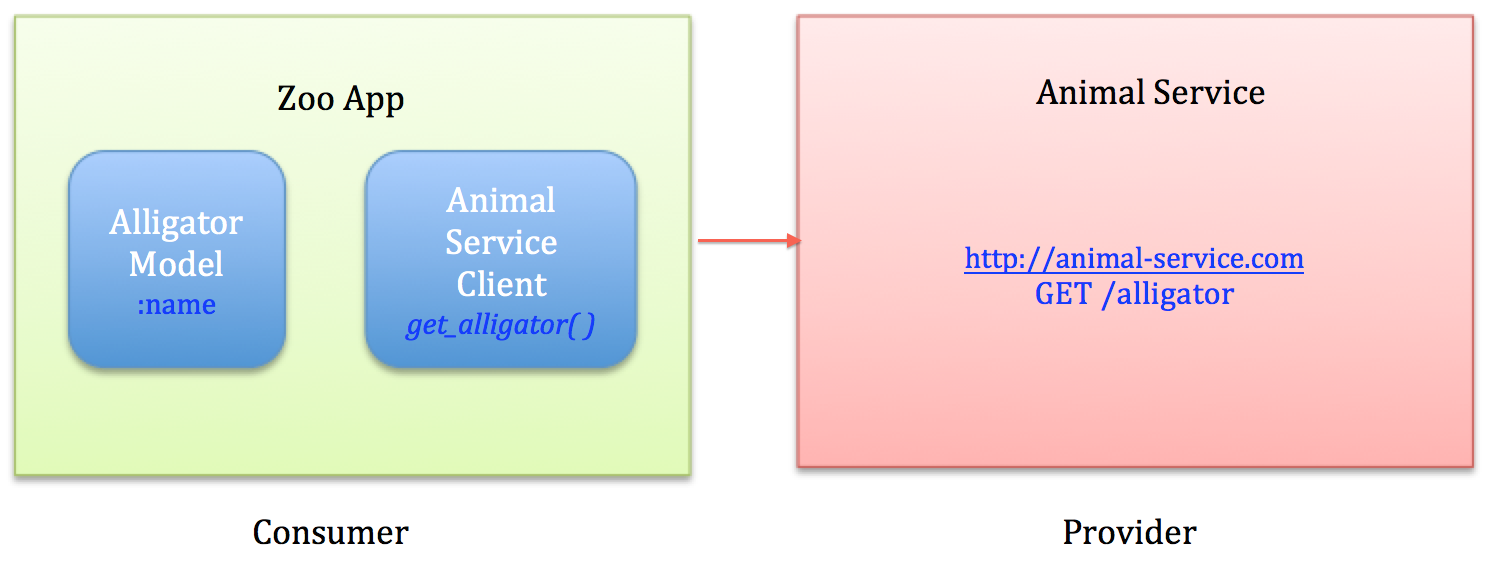 Zoo App
Alligator
Model
:name
Animal
Service
Client
get_alligator( )
Consumer
Animal Service
http://animal-service.com
GET /alligator
Provider